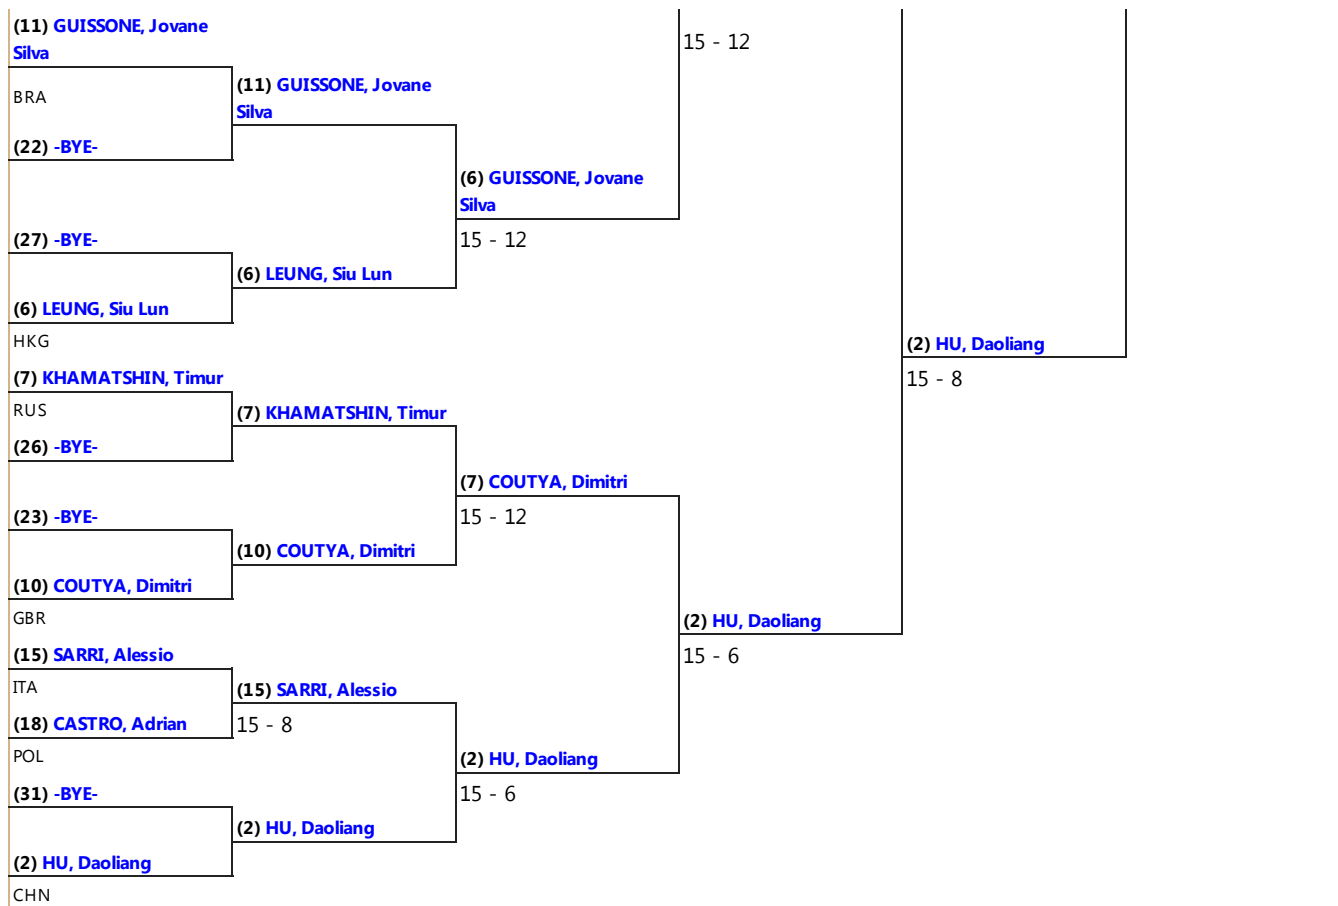 (11) GUISSONE, Jovane
Silva
BRA
(22) -BYE-
(27) -BYE-
(6) LEUNG, Siu Lun
HKG
(7) KHAMATSHIN, Timur
RUS
(26) -BYE-
(23) -BYE-
(10) COUTYA, Dimitri
GBR
(15) SARRI, Alessio
ITA
(18) CASTRO, Adrian
POL
(31) -BYE-
(2) HU, Daoliang
CHN
(11) GUISSONE, Jovane
Silva
(6) LEUNG, Siu Lun
(7) KHAMATSHIN, Timur
(10) COUTYA, Dimitri
(15) SARRI, Alessio
15 - 8
(2) HU, Daoliang
(6) GUISSONE, Jovane
Silva
15 - 12
(7) COUTYA, Dimitri
15 - 12
(2) HU, Daoliang
15 - 6
15 - 12
(2) HU, Daoliang
15 - 6
(2) HU, Daoliang
15 - 8